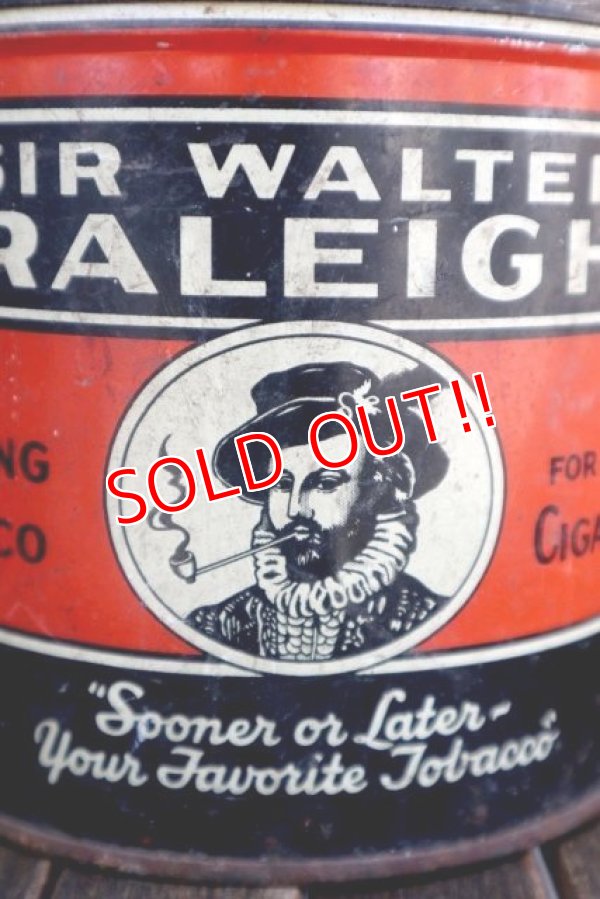 SIR WALTER
RALEIGH
SOLD OUT!!
NG
CO
FOR
CIGA
"Sooner or Later-
Your Favorite Tobacco"